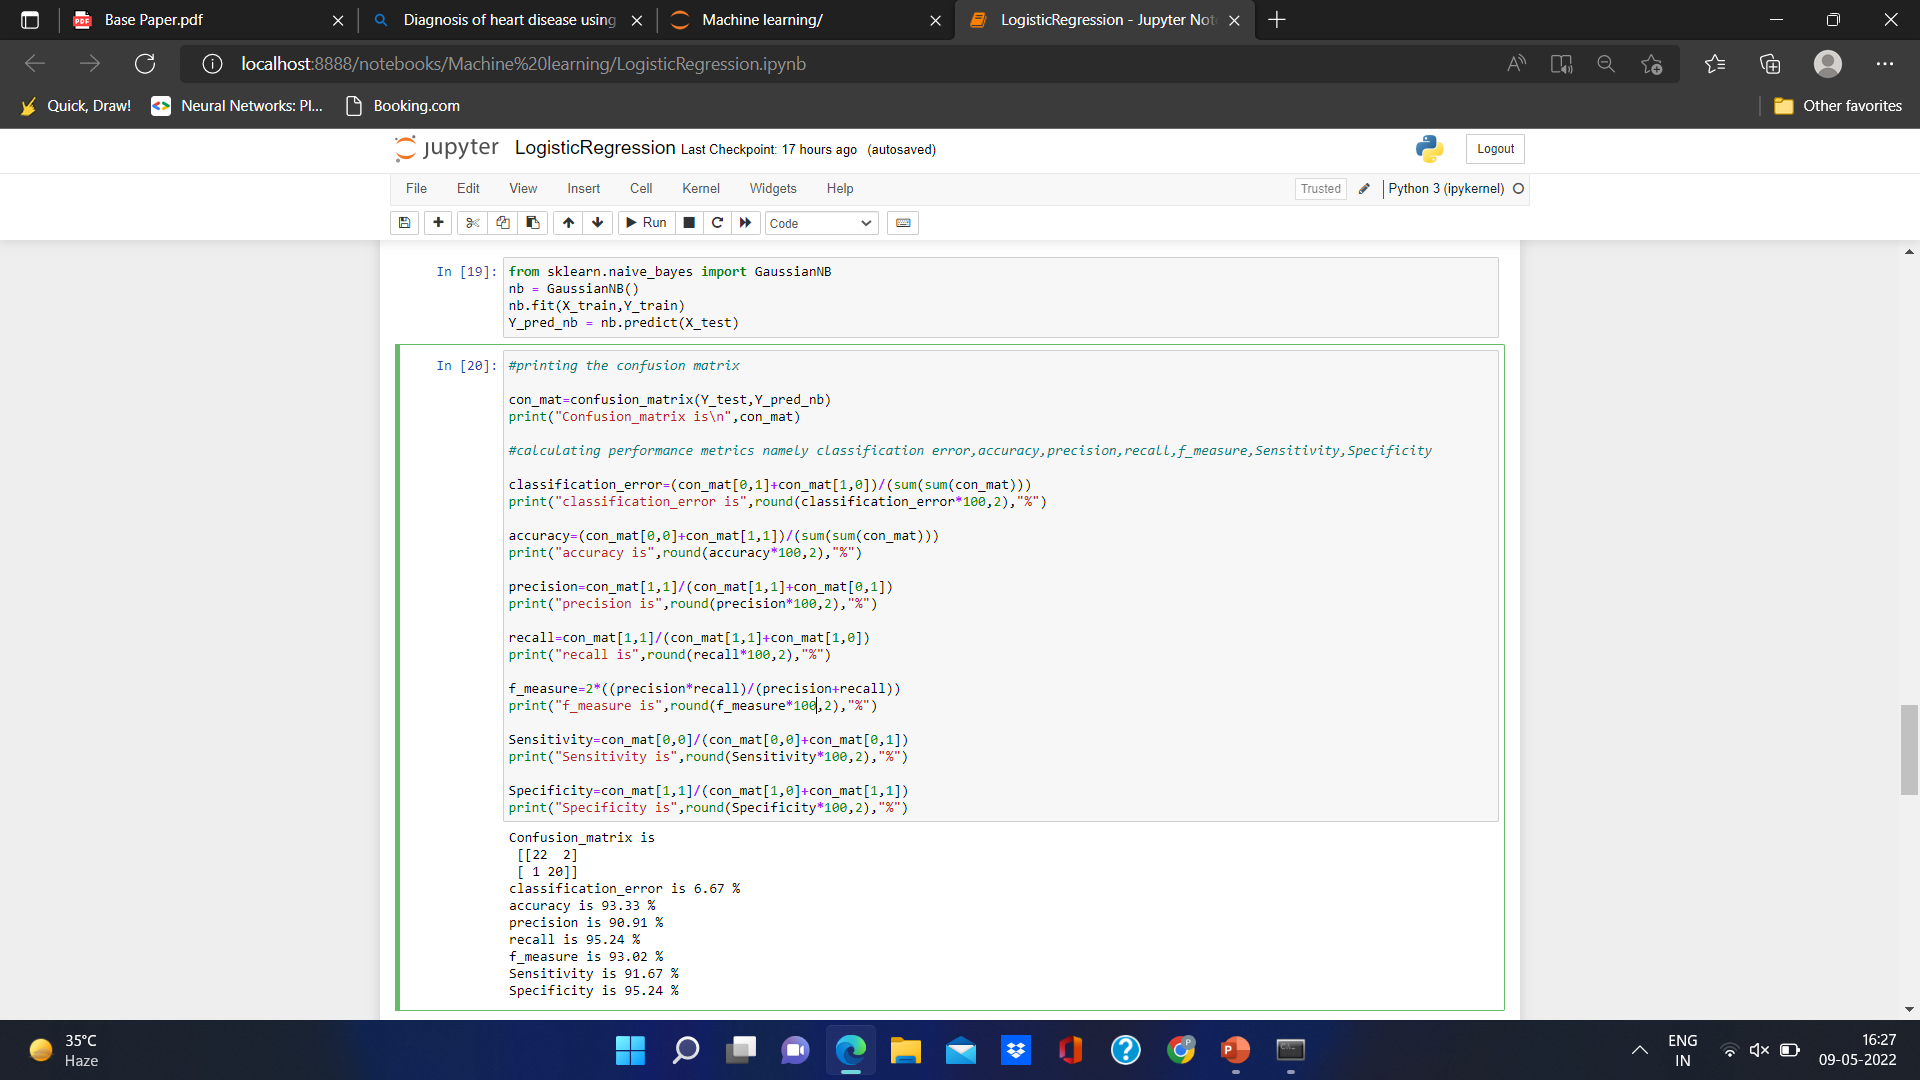 Base Paper.pdf
Diagnosis of heart disease using
Machine learning/
LogisticRegression - Jupyter Not
localhost:8888/notebooks/Machine%20learning/LogisticRegression.ipynb
Quick, Draw!
Neural Networks: Pl...
Booking.com
Other favorites
jupyter LogisticRegression Last Checkpoint: 17 hours ago (autosaved)
Logout
File Edit View Insert Cell Kernel Widgets Help
Trusted
Python 3 (ipykernel)
Run
Code
In [19]: from sklearn.naive_bayes import GaussianNB
nb = GaussianNB()
nb.fit(X_train,Y_train)
Y_pred_nb = nb.predict(X_test)
In [20]: #printing the confusion matrix
con_mat=confusion_matrix(Y_test,Y_pred_nb)
print("Confusion_matrix is\n",con_mat)
#calculating performance metrics namely classification error,accuracy,precision,recall,f_measure,Sensitivity,Specificity
classification_error=(con_mat[0,1]+con_mat[1,0])/(sum(sum(con_mat)))
print("classification_error is",round(classification_error*100,2),"%")
accuracy=(con_mat[0,0]+con_mat[1,1])/(sum(sum(con_mat)))
print("accuracy is",round(accuracy*100,2),"%")
precision=con_mat[1,1]/(con_mat[1,1]+con_mat[0,1])
print("precision is",round(precision*100,2),"%")
recall=con_mat[1,1]/(con_mat[1,1]+con_mat[1,0])
print("recall is",round(recall*100,2),"%")
f_measure=2*((precision*recall)/(precision+recall))
print("f_measure is",round(f_measure*100,2),"%")
Sensitivity=con_mat[0,0]/(con_mat[0,0]+con_mat[0,1])
print("Sensitivity is",round(Sensitivity*100,2),"%")
Specificity=con_mat[1,1]/(con_mat[1,0]+con_mat[1,1])
print("Specificity is",round(Specificity*100,2),"%")
Confusion_matrix is
[[22 2]
[ 1 20]]
classification_error is 6.67 %
accuracy is 93.33 %
precision is 90.91 %
recall is 95.24 %
f_measure is 93.02 %
Sensitivity is 91.67 %
Specificity is 95.24 %
35°C
Haze
ENG
IN
16:27
09-05-2022